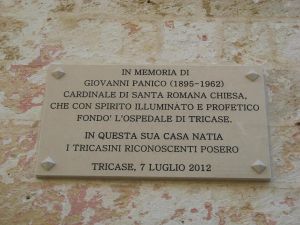 IN MEMORIA DI
GIOVANNI PANICO (1895-1962)
CARDINALE DI SANTA ROMANA CHIESA,
CHE CON SPIRITO ILLUMINATO E PROFETICO
FONDO' L'OSPEDALE DI TRICASE.
IN QUESTA SUA CASA NATIA
I TRICASINI RICONOSCENTI POSERO
TRICASE, 7 LUGLIO 2012